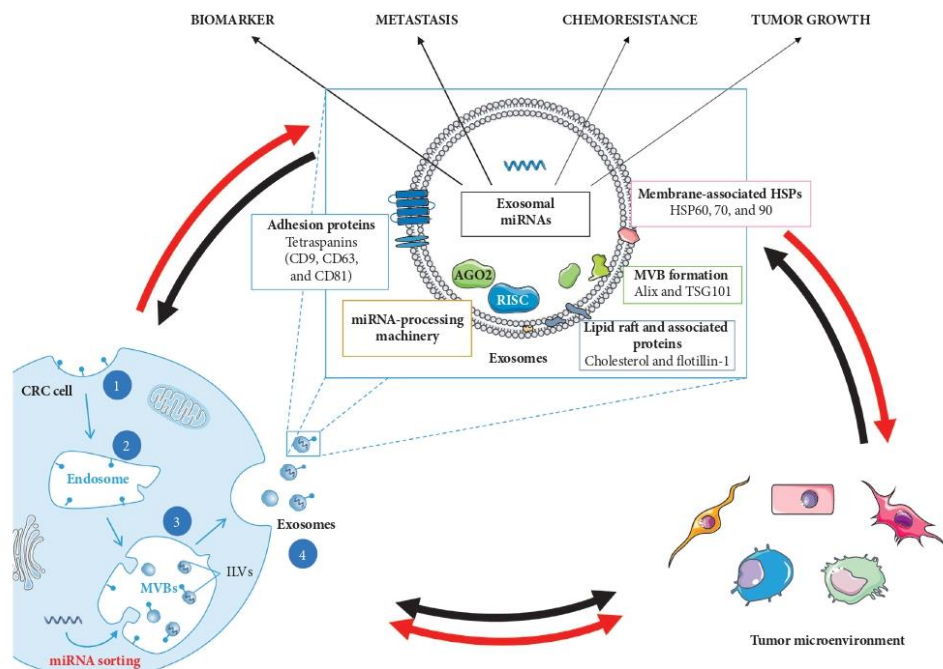 BIOMARKER
METASTASIS
CHEMORESISTANCE
TUMOR GROWTH
Exosomal
miRNAs
Membrane-associated HSPs
HSP60, 70, and 90
Adhesion proteins
Tetraspanins
(CD9, CD63,
and CD81)
AGO2
RISC
MVB formation
Alix and TSG101
miRNA-processing
machinery
Exosomes
Lipid raft and associated
proteins
Cholesterol and flotillin-1
CRC cell
1
2
Endosome
3
MVBs
ILVs
Exosomes
4
miRNA sorting
Tumor microenvironment